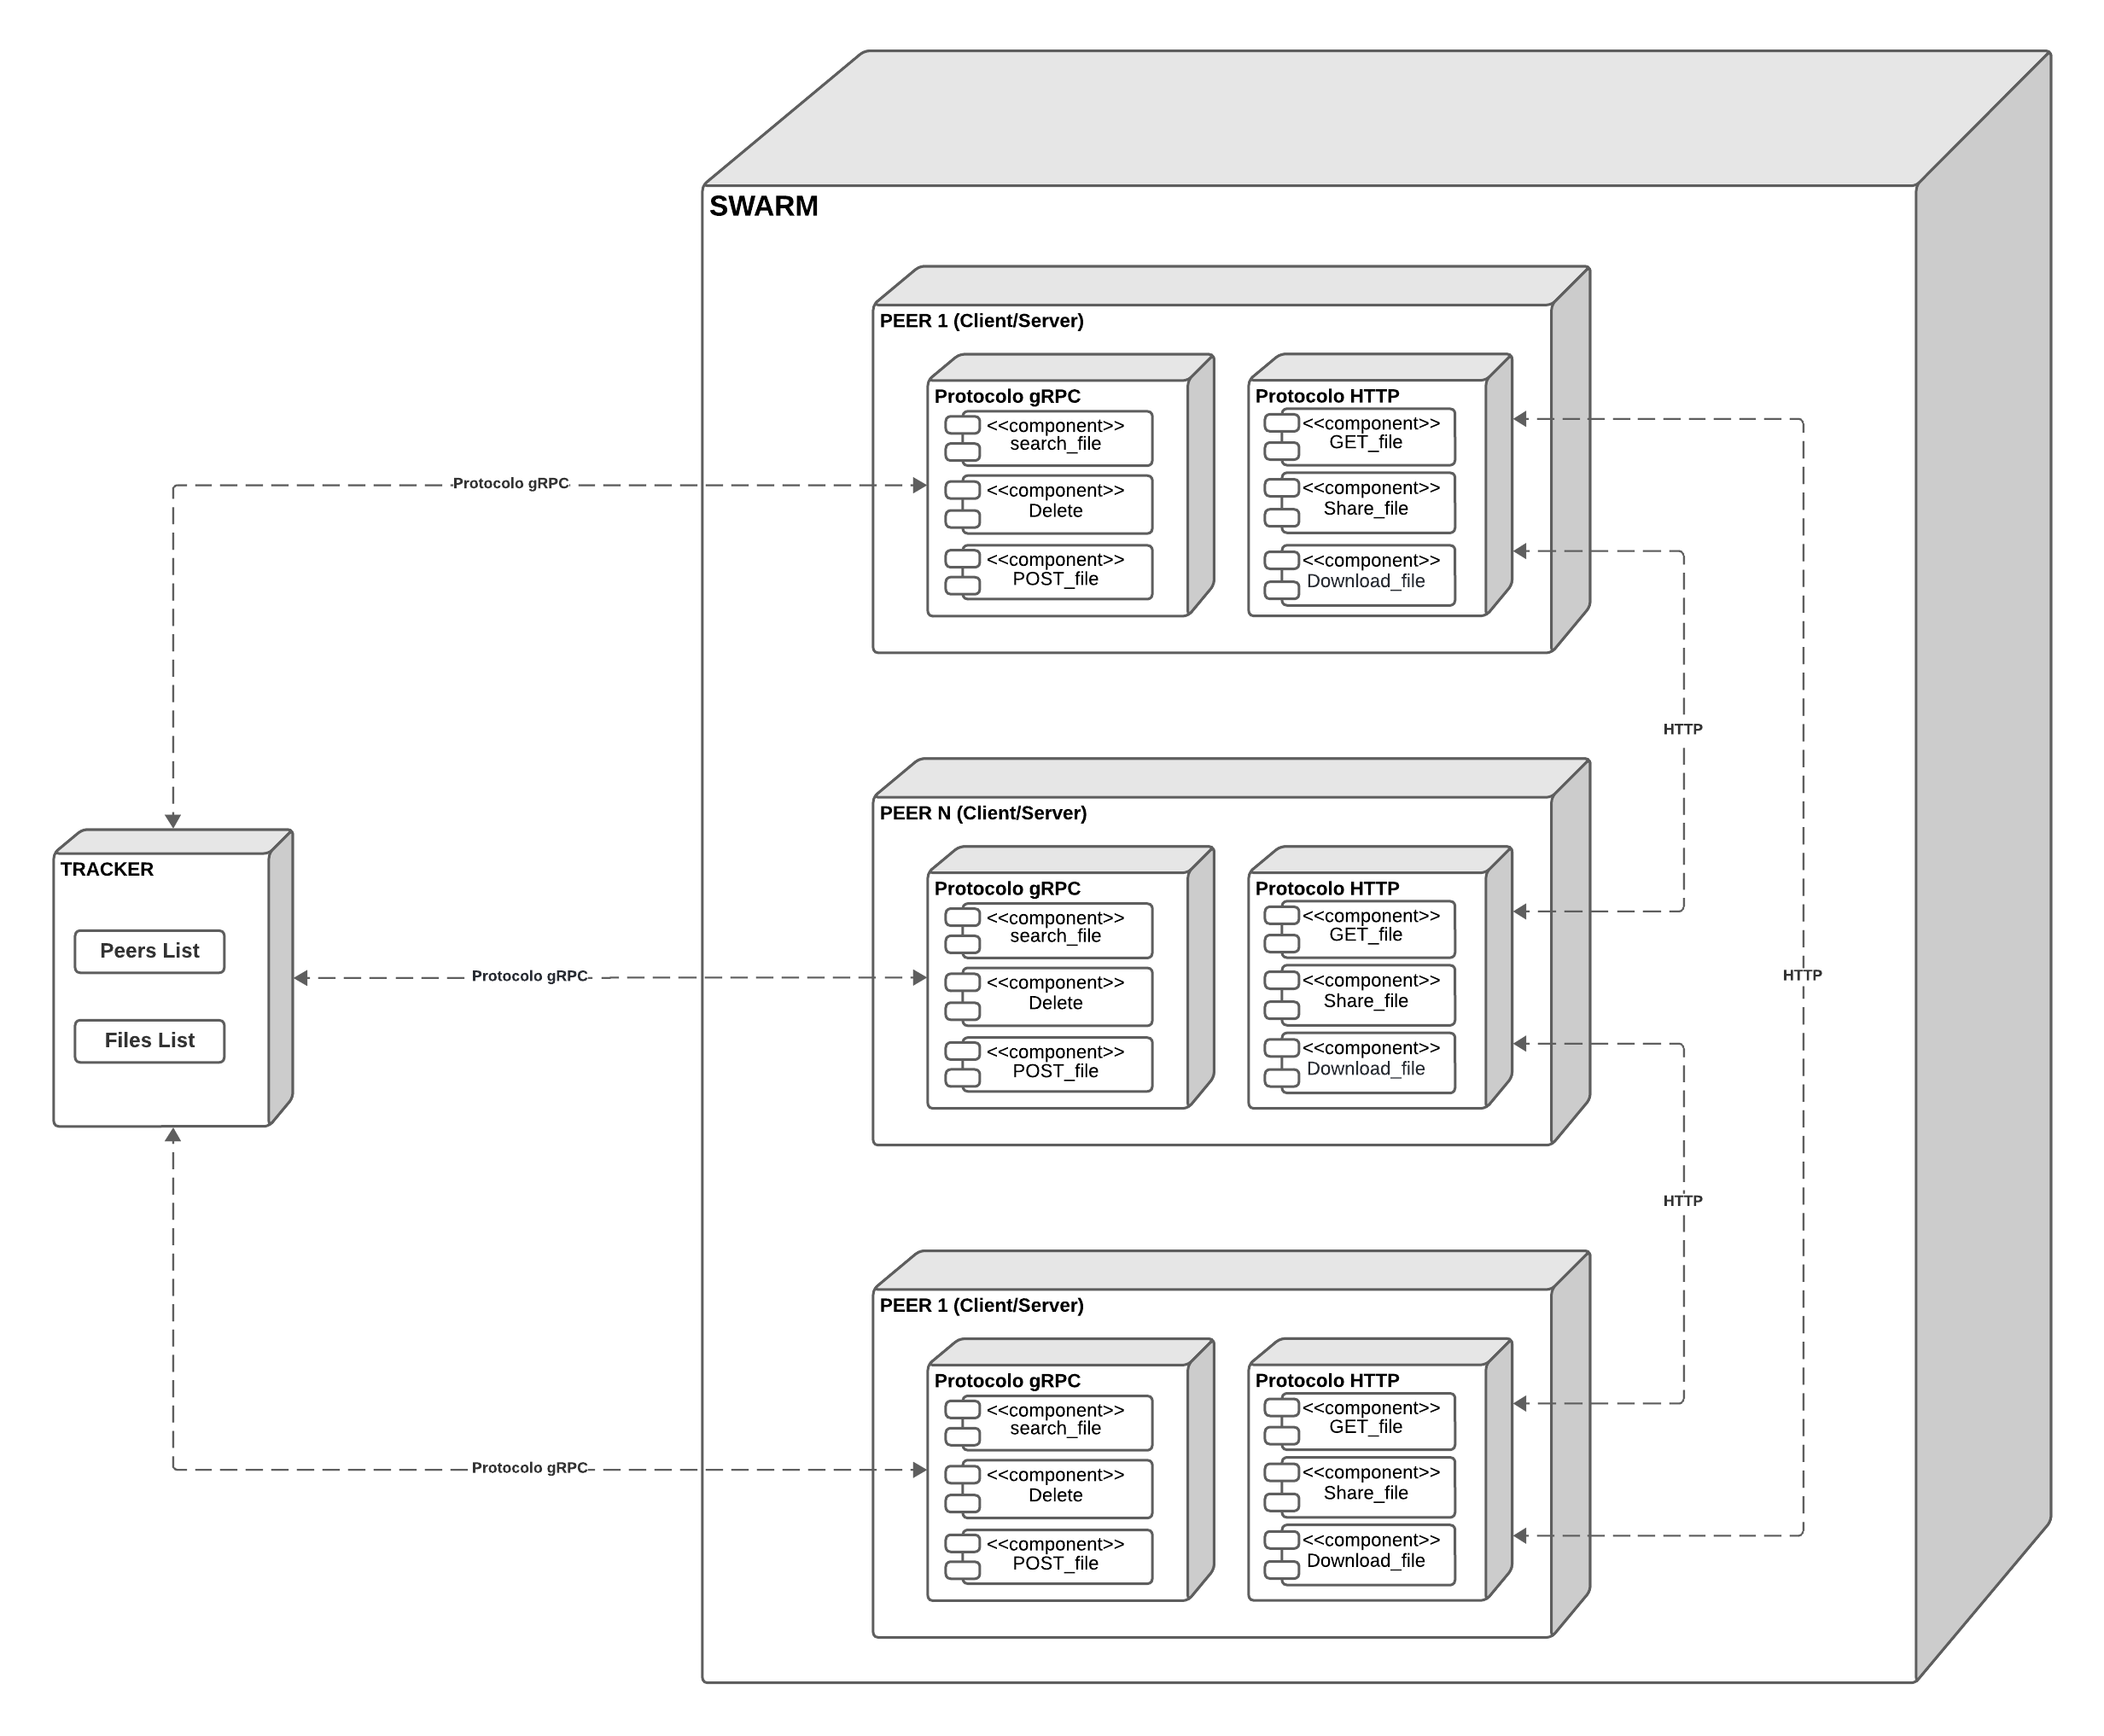 SWARM
PEER 1 (Client/Server)
Protocolo gRPC
<<component>>
search_file
<<component>>
Delete
<<component>>
POST_file
Protocolo HTTP
<<component>>
GET_file
<<component>>
Share_file
<<component>>
Download_file
Protocolo gRPC
HTTP
PEER N (Client/Server)
Protocolo gRPC
<<component>>
search_file
<<component>>
Delete
<<component>>
POST_file
Protocolo HTTP
<<component>>
GET_file
<<component>>
Share_file
<<component>>
Download_file
TRACKER
Peers List
Files List
Protocolo gRPC
HTTP
HTTP
PEER 1 (Client/Server)
Protocolo gRPC
<<component>>
search_file
<<component>>
Delete
<<component>>
POST_file
Protocolo HTTP
<<component>>
GET_file
<<component>>
Share_file
<<component>>
Download_file
Protocolo gRPC